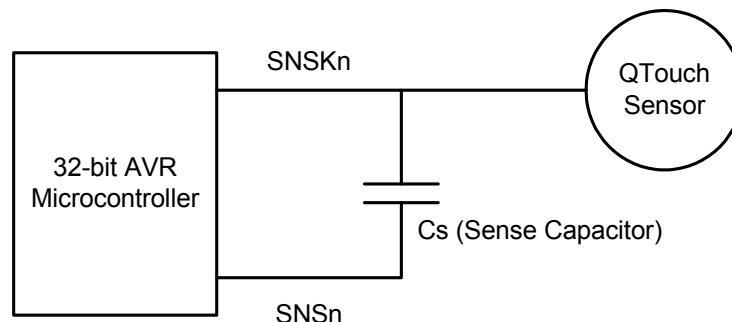 SNSKn
QTouch
Sensor
32-bit AVR
Microcontroller
Cs (Sense Capacitor)
SNSn